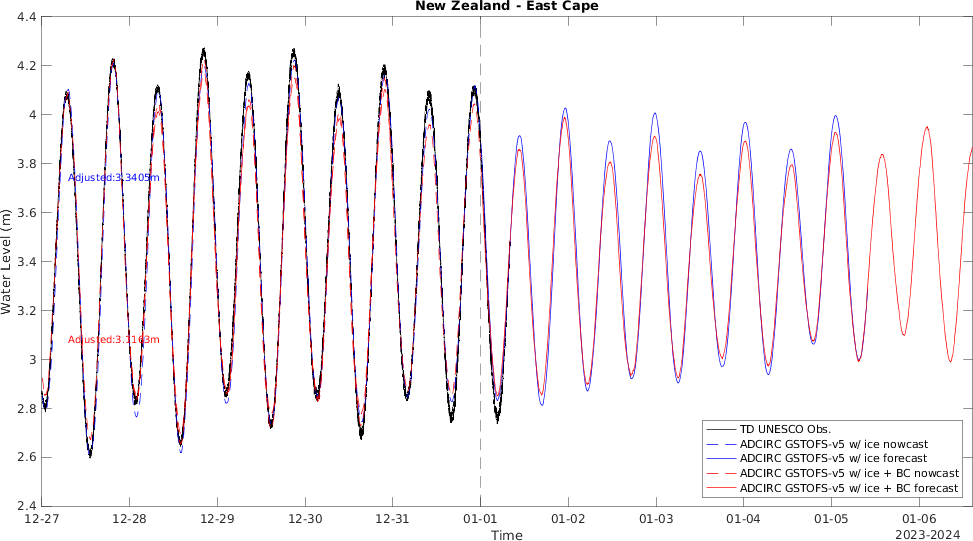 New Zealand - East Cape
4.4
4.2
4
3.8
3.6
3.4
3.2
3
2.8
2.6
2.4
Water Level (m)
Adjusted:3.3405m
Adjusted:3.1163m
TD UNESCO Obs.
ADCIRC GSTOFS-v5 w/ ice nowcast
ADCIRC GSTOFS-v5 w/ ice forecast
ADCIRC GSTOFS-v5 w/ ice + BC nowcast
ADCIRC GSTOFS-v5 w/ ice + BC forecast
12-27 12-28 12-29 12-30 12-31 01-01 01-02 01-03 01-04 01-05 01-06
Time
2023-2024